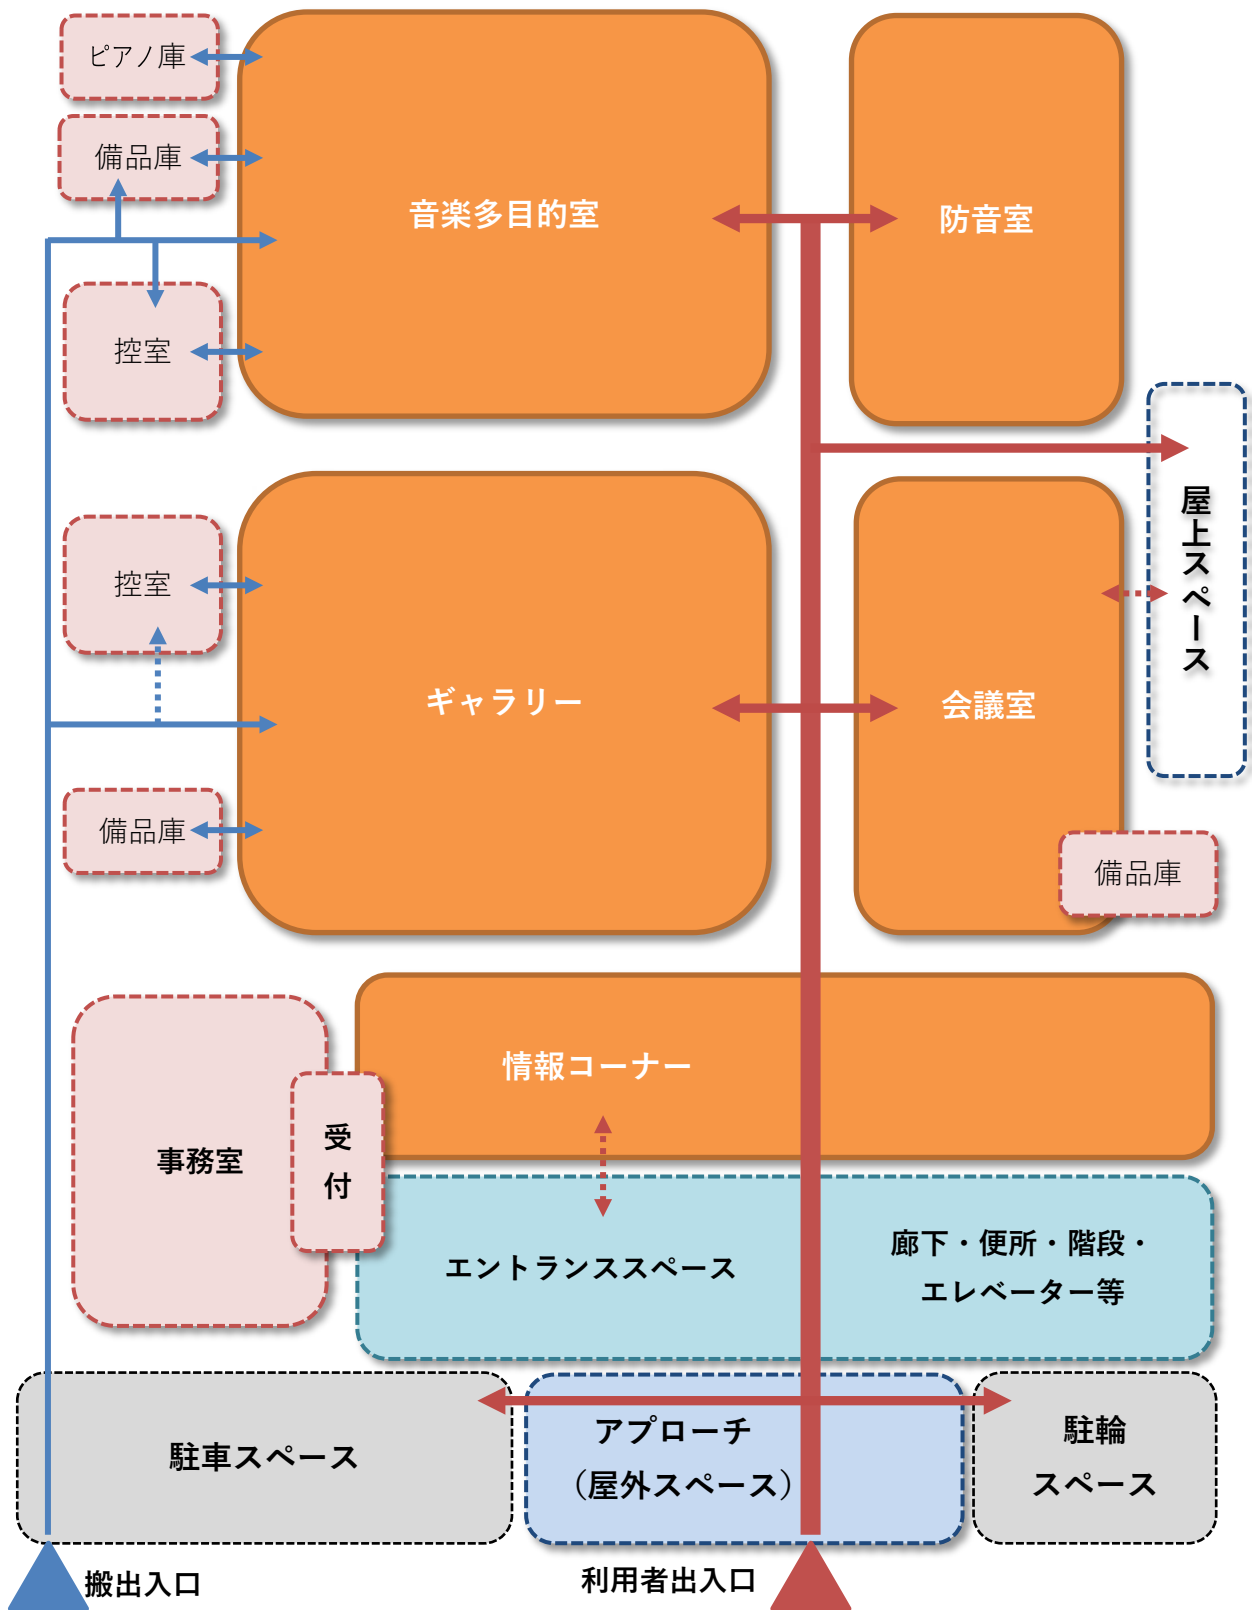 ピアノ庫
備品庫
音楽多目的室
防音室
控室
屋上スペース
控室
ギャラリー
会議室
備品庫
備品庫
情報コーナー
事務室
受
付
エントランススペース
廊下・便所・階段・
エレベーター等
駐車スペース
アプローチ
（屋外スペース）
駐輪
スペース
搬出入口
利用者出入口